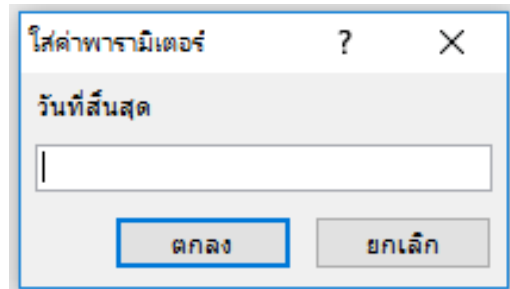 ใส่ค่าพารามิเตอร์ ?
วันที่สิ้นสุด
ตกลง ยกเลิก